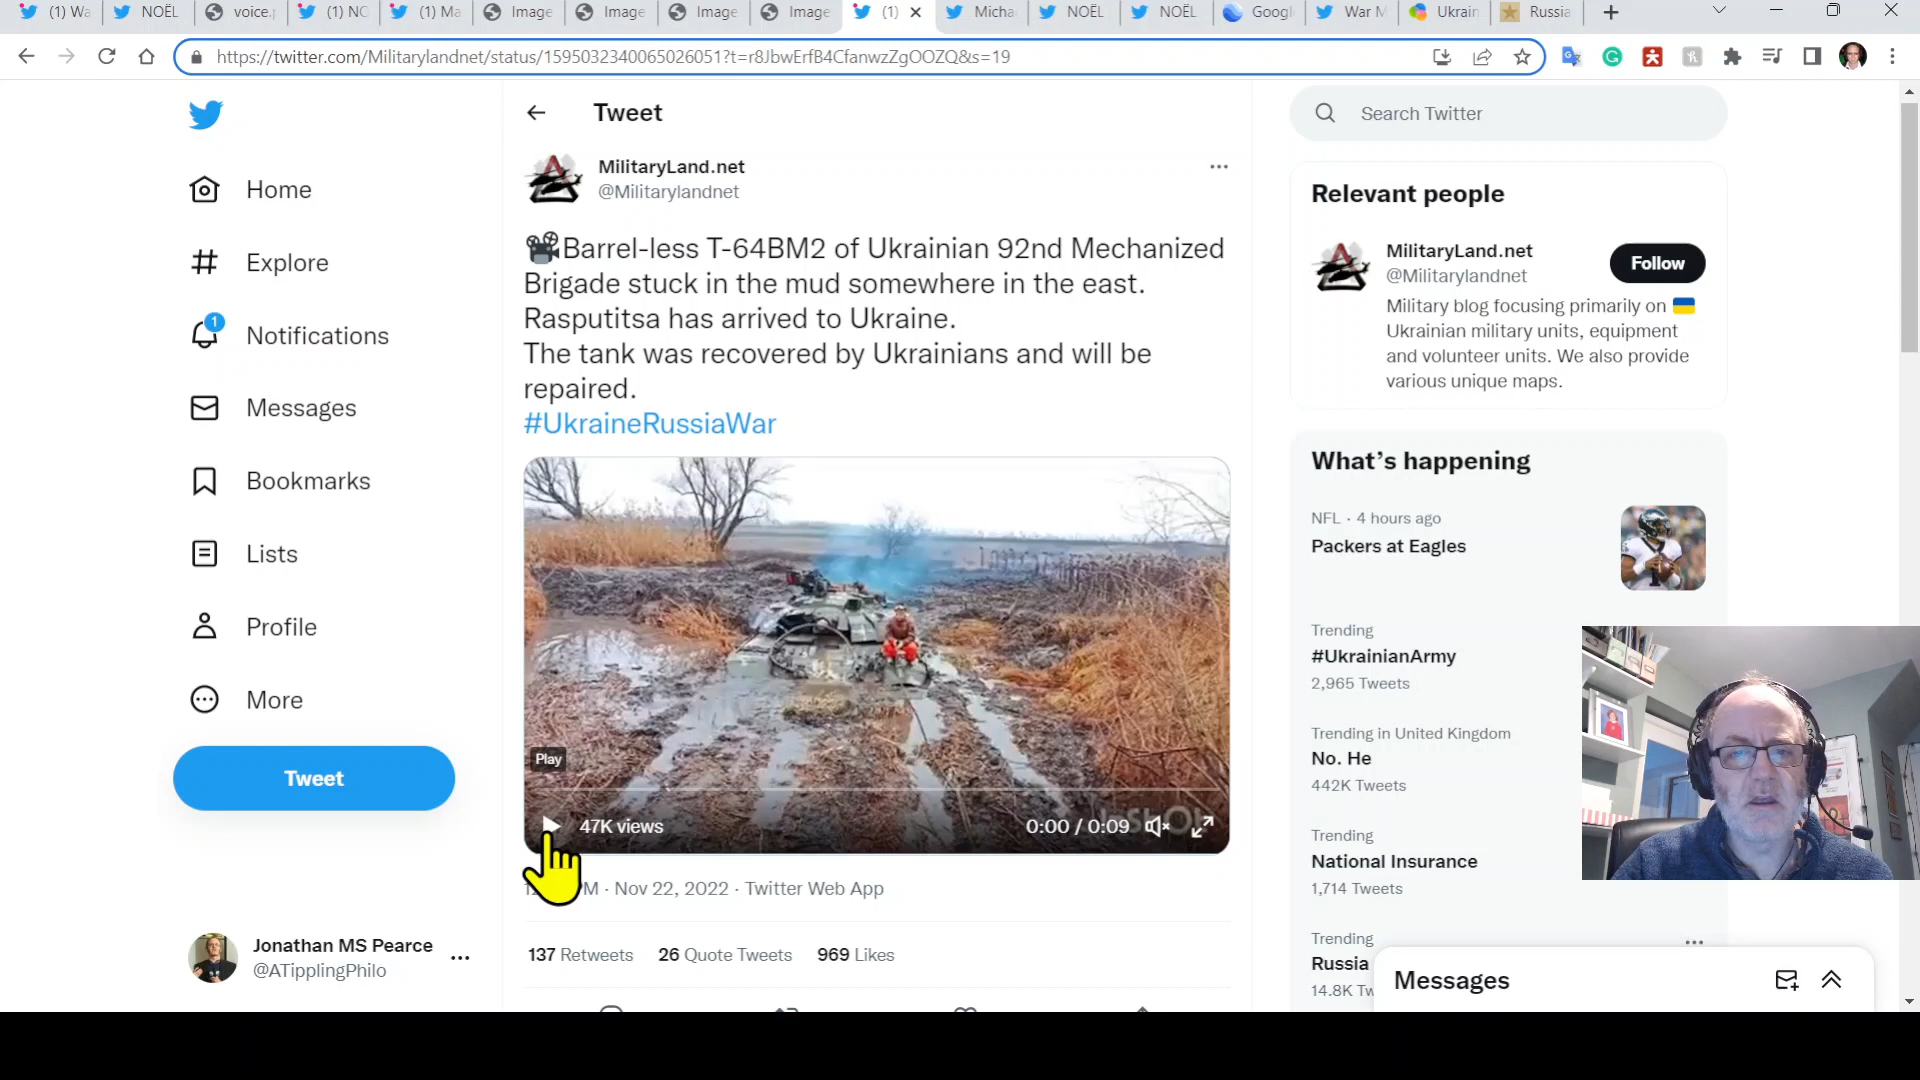 (1) Wa
NOËL
voice.
(1) NO
(1) Ma
Image
Image
Image
Image
(1)
Micha
NOËL
NOËL
Googl
War M
Ukrain
Russia
https://twitter.com/Militarylandnet/status/1595032340065026051?t=r8JbwErfB4CfanwzZgOOZQ&s=19
Tweet
Search Twitter
Home
Explore
1
Notifications
Messages
Bookmarks
Lists
Profile
More
Tweet
Jonathan MS Pearce
@ATipplingPhilo
MilitaryLand.net
@Militarylandnet
Barrel-less T-64BM2 of Ukrainian 92nd Mechanized
Brigade stuck in the mud somewhere in the east.
Rasputitsa has arrived to Ukraine.
The tank was recovered by Ukrainians and will be
repaired.
#UkraineRussiaWar
Play
47K views
0:00 / 0:09
M · Nov 22, 2022 · Twitter Web App
137 Retweets 26 Quote Tweets 969 Likes
Relevant people
MilitaryLand.net
@Militarylandnet
Follow
Military blog focusing primarily on
Ukrainian military units, equipment
and volunteer units. We also provide
various unique maps.
What's happening
NFL · 4 hours ago
Packers at Eagles
Trending
#UkrainianArmy
2,965 Tweets
Trending in United Kingdom
No. He
442K Tweets
Trending
National Insurance
1,714 Tweets
Trending
Russia
14.8K Tw
Messages